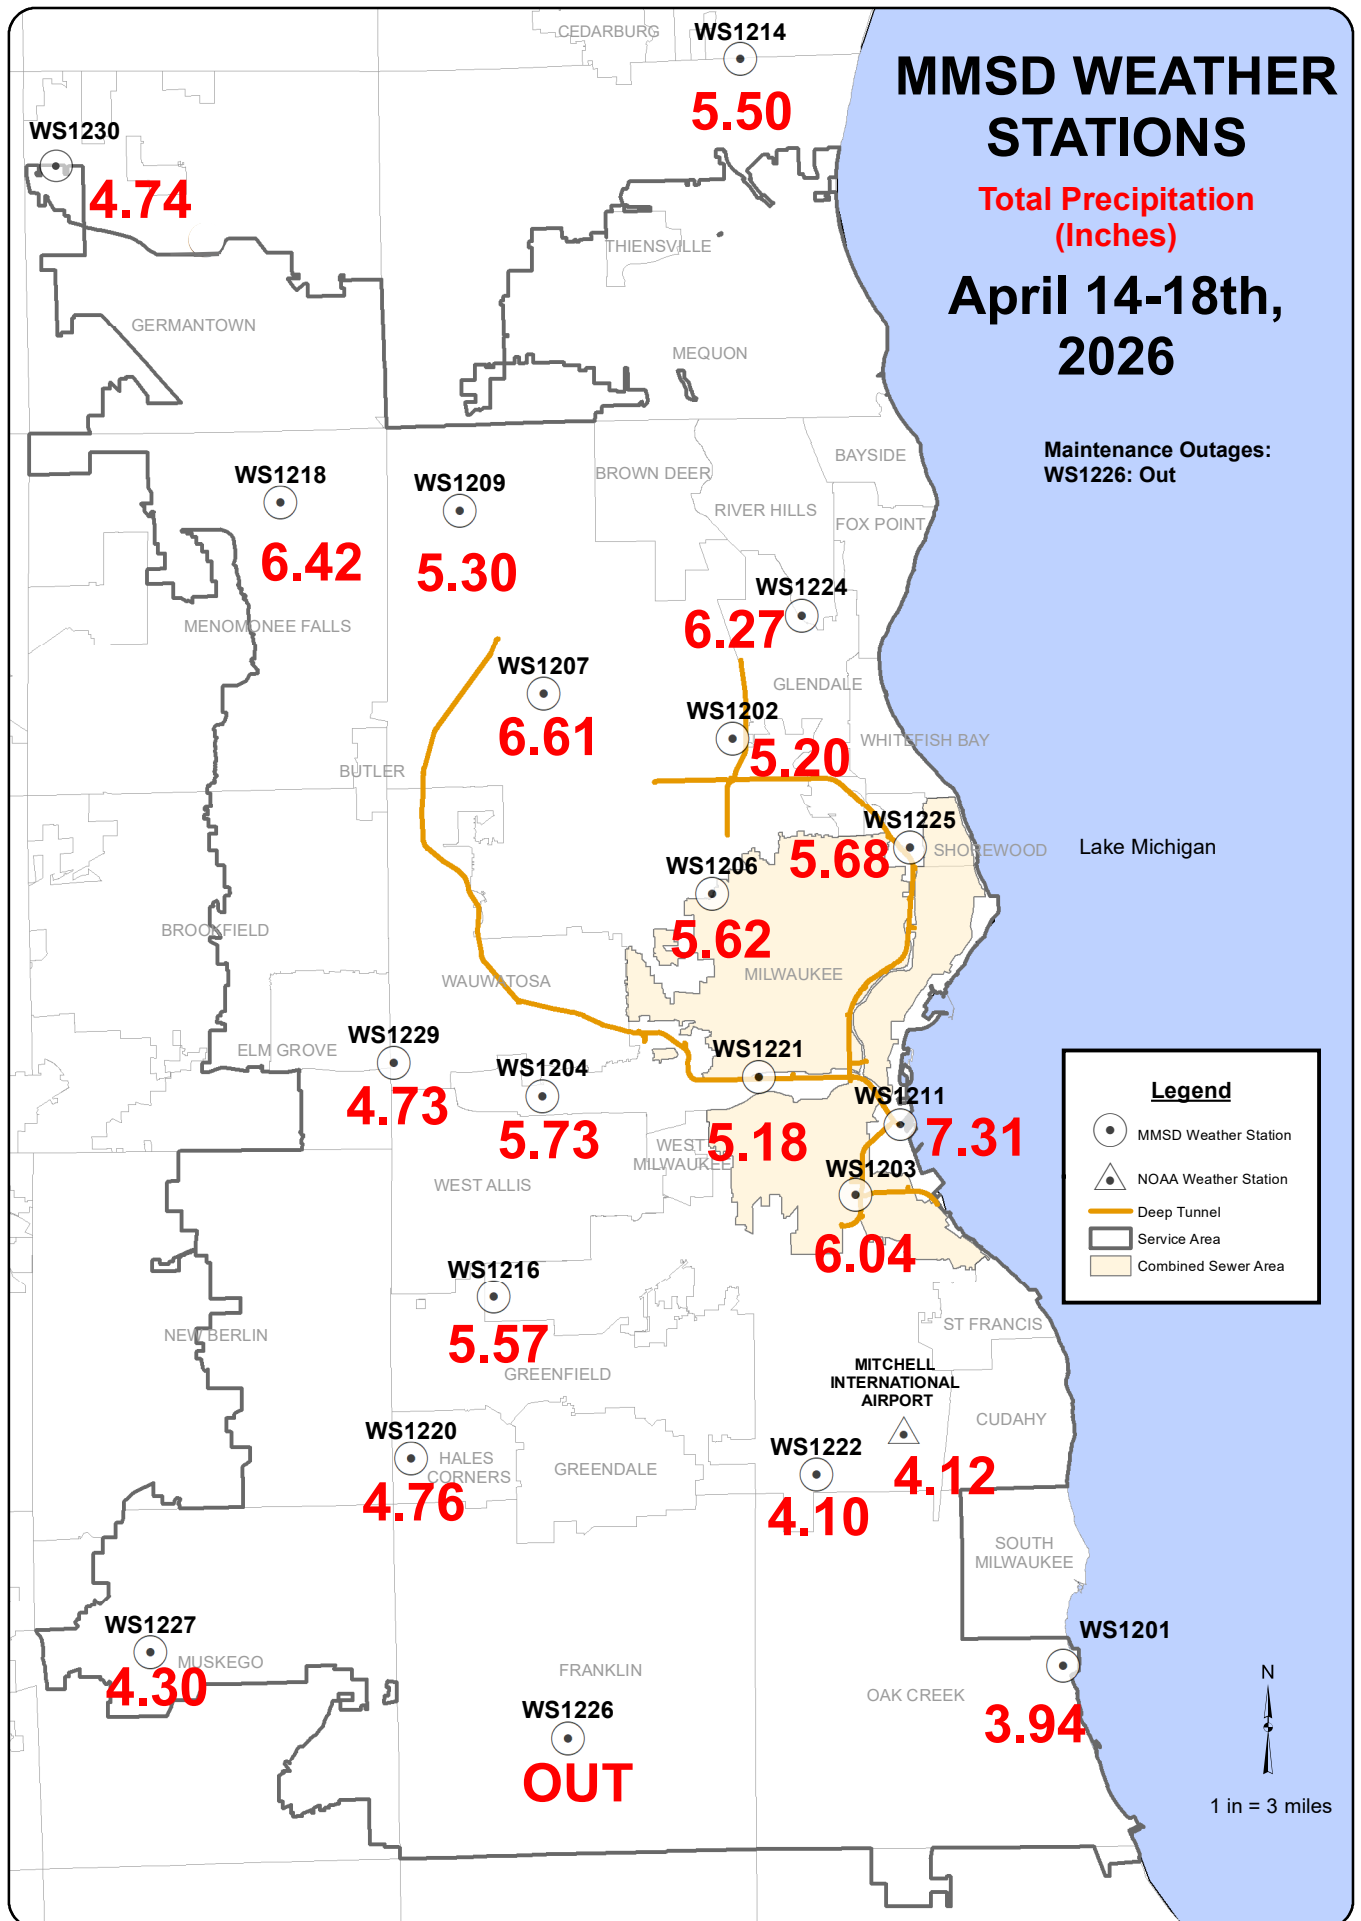 CEDARBURG
WS1214
5.50
MMSD WEATHER
STATIONS
Total Precipitation
(Inches)
April 14-18th,
2026
Maintenance Outages:
WS1226: Out
WS1230
4.74
THIENSVILLE
GERMANTOWN
MEQUON
BAYSIDE
BROWN DEER
WS1218
6.42
WS1209
5.30
RIVER HILLS
FOX POINT
WS1224
6.27
MENOMONEE FALLS
WS1207
6.61
GLENDALE
WS1202
5.20
WHITEFISH BAY
BUTLER
WS1225
5.68
SHOREWOOD
Lake Michigan
WS1206
5.62
BROOKFIELD
WAUWATOSA
MILWAUKEE
ELM GROVE
WS1229
4.73
WS1204
5.73
WS1221
5.18
WS1211
7.31
WEST
MILWAUKEE
WEST ALLIS
WS1203
6.04
Legend
MMSD Weather Station
NOAA Weather Station
Deep Tunnel
Service Area
Combined Sewer Area
WS1216
5.57
NEW BERLIN
GREENFIELD
ST FRANCIS
MITCHELL
INTERNATIONAL
AIRPORT
4.12
CUDAHY
WS1220
4.76
HALES
CORNERS
GREENDALE
WS1222
4.10
SOUTH
MILWAUKEE
WS1227
4.30
MUSKEGO
FRANKLIN
WS1226
OUT
OAK CREEK
WS1201
3.94
N
1 in = 3 miles